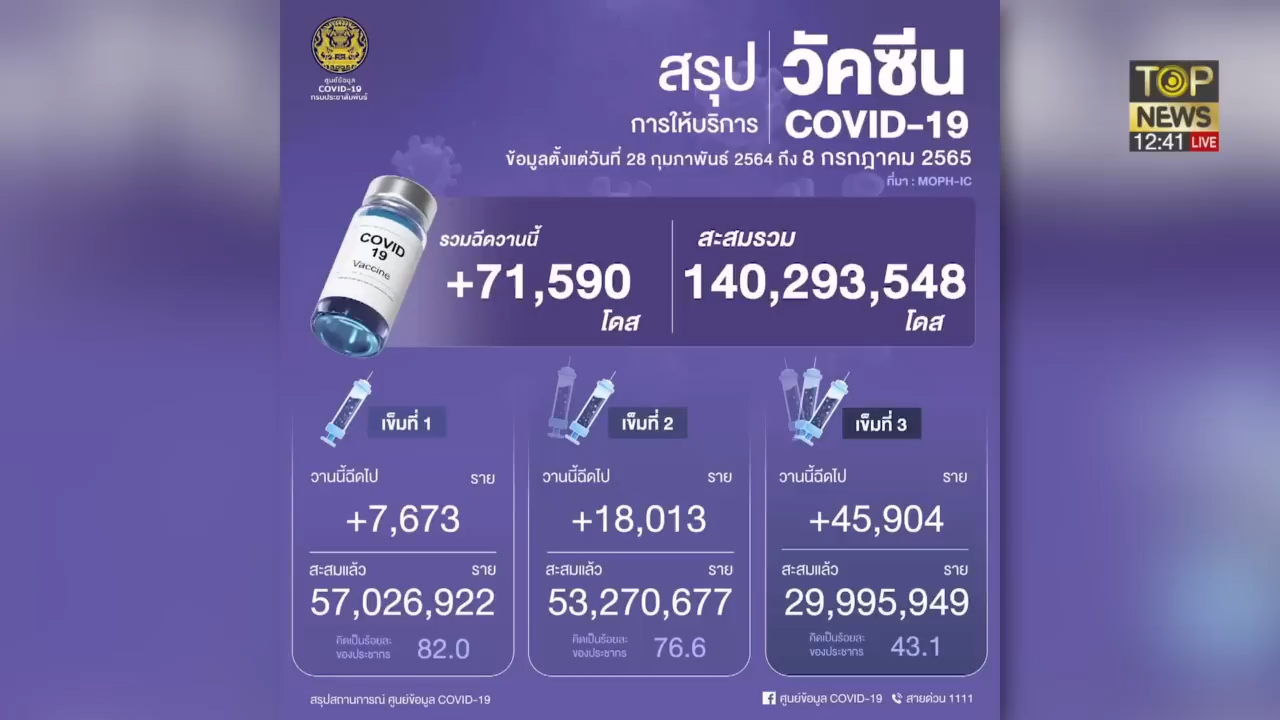 ศูนย์ข้อมูล
COVID-19
กรมประชาสัมพันธ์
สรุป
การให้บริการ
วัคซีน
COVID-19
ข้อมูลตั้งแต่วันที่ 28 กุมภาพันธ์ 2564 ถึง 8 กรกฎาคม 2565
ที่มา : MOPH-IC
TOP
NEWS
12:41 LIVE
COVID
19
Vaccine
รวมฉีดวานนี้
+71,590
โดส
สะสมรวม
140,293,548
โดส
เข็มที่ 1
วานนี้ฉีดไป ราย
+7,673
สะสมแล้ว ราย
57,026,922
คิดเป็นร้อยละ
ของประชากร 82.0
เข็มที่ 2
วานนี้ฉีดไป ราย
+18,013
สะสมแล้ว ราย
53,270,677
คิดเป็นร้อยละ
ของประชากร 76.6
เข็มที่ 3
วานนี้ฉีดไป ราย
+45,904
สะสมแล้ว ราย
29,995,949
คิดเป็นร้อยละ
ของประชากร 43.1
สรุปสถานการณ์ ศูนย์ข้อมูล COVID-19
ศูนย์ข้อมูล COVID-19 สายด่วน 1111